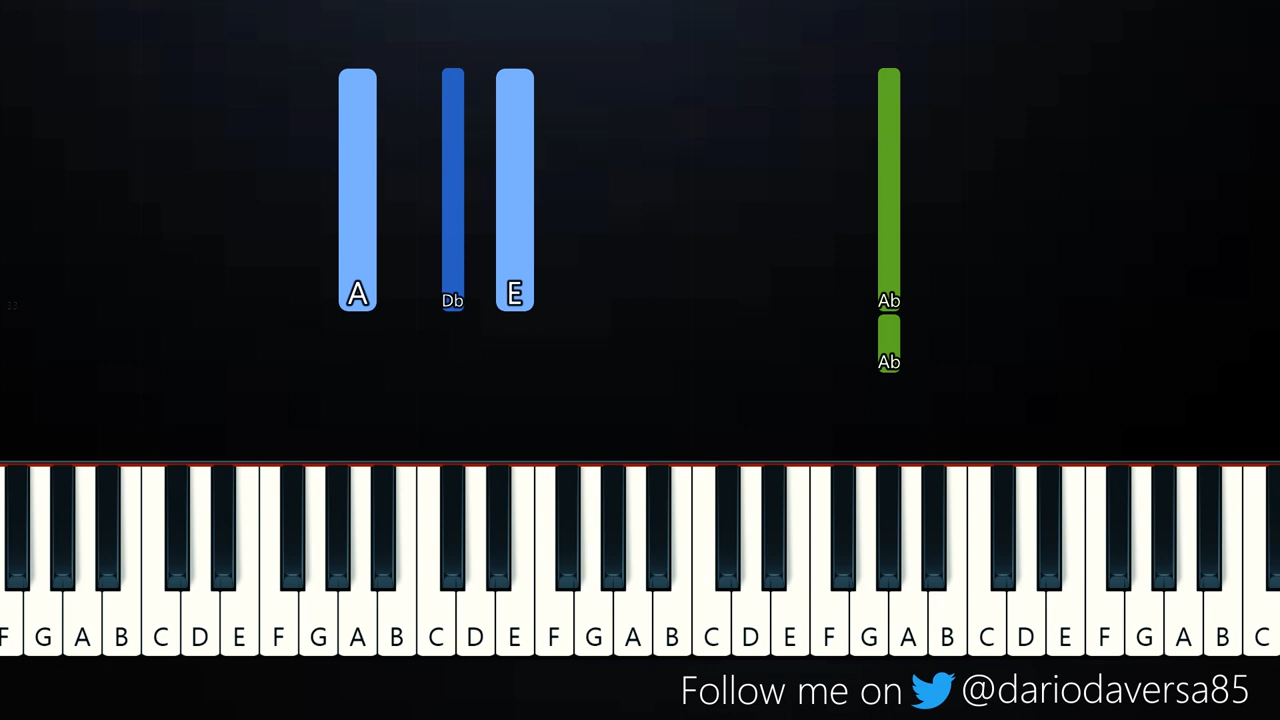 A Db E Ab
Ab
F G A B C D E F G A B C D E F G A B C D E F G A B C D E F G A B C
Follow me on @dariodaversa85